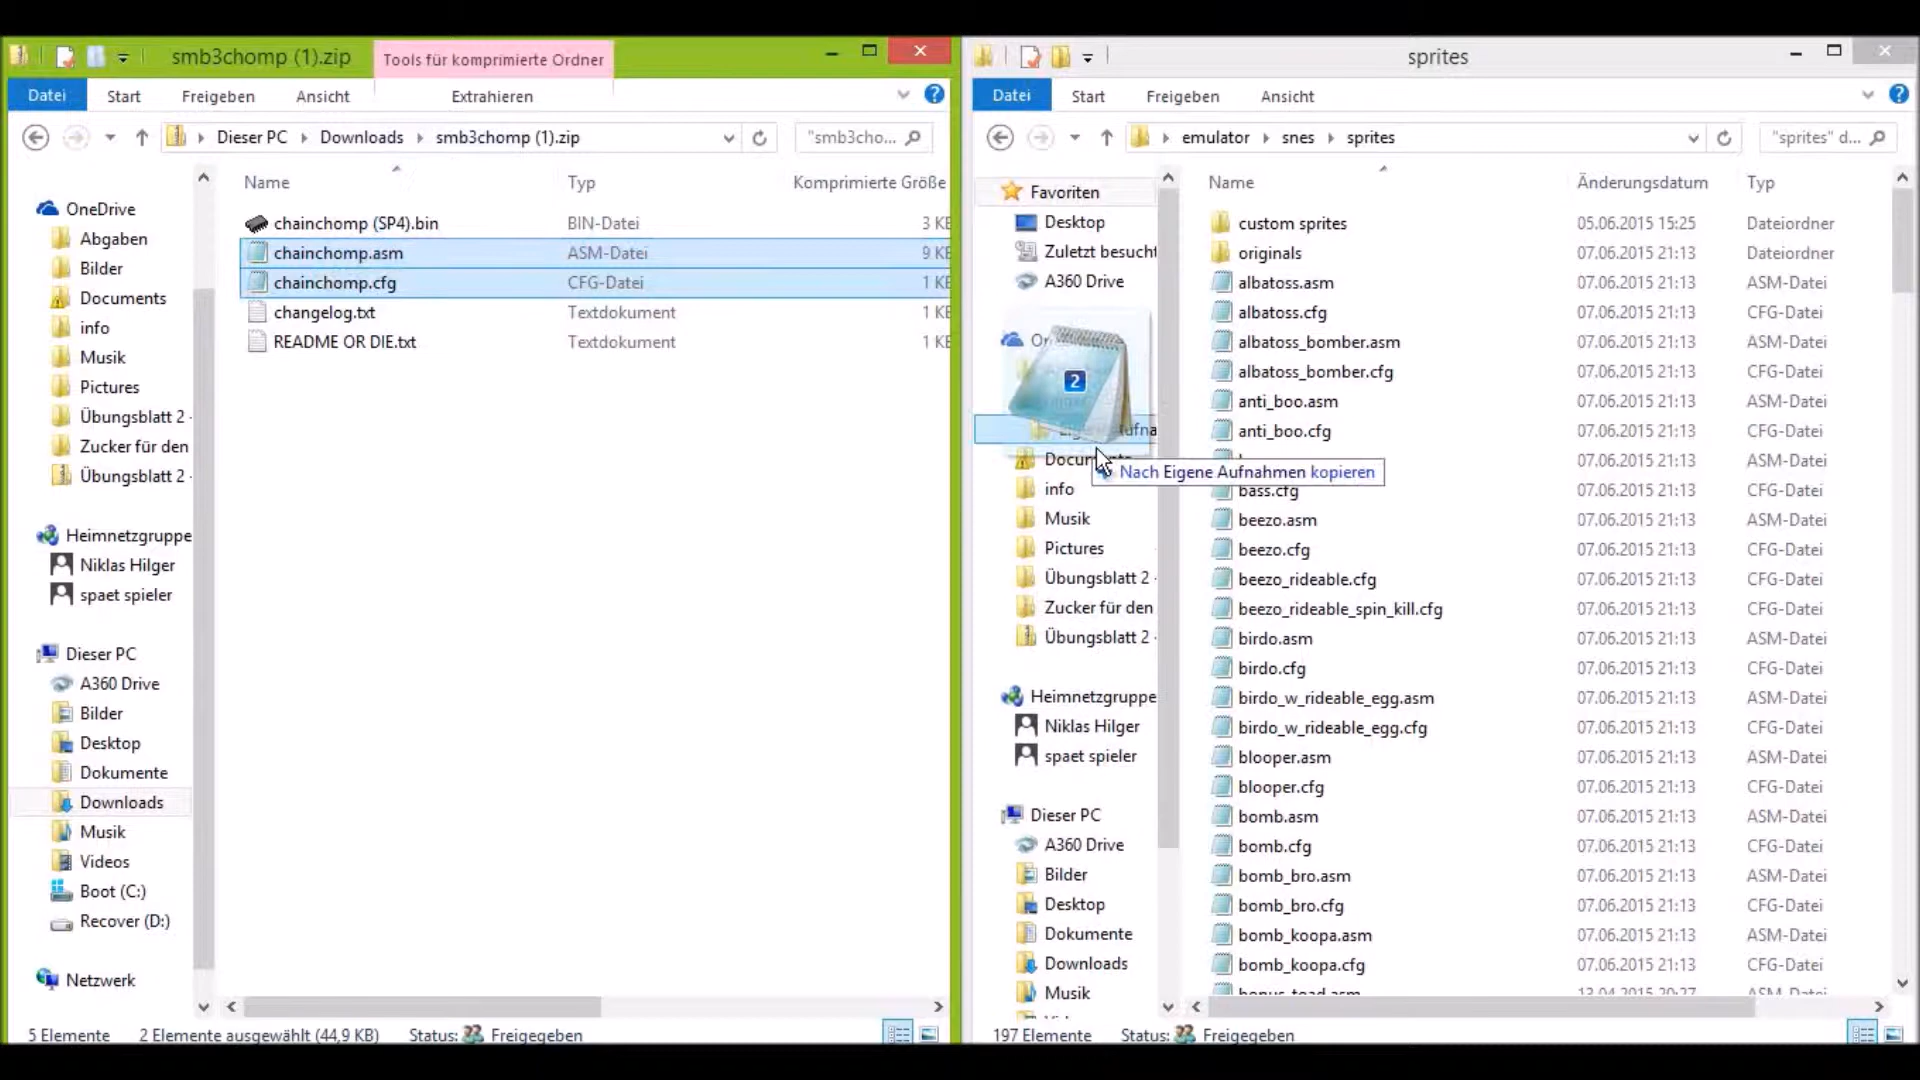 smb3chomp (1).zip
Tools für komprimierte Ordner
Datei Start Freigeben Ansicht Extrahieren
Dieser PC Downloads smb3chomp (1).zip "smb3cho...
OneDrive
Abgaben
Bilder
Documents
info
Musik
Pictures
Übungsblatt 2 -
Zucker für den
Übungsblatt 2 -
Heimnetzgruppe
Niklas Hilger
spaet spieler
Dieser PC
A360 Drive
Bilder
Desktop
Dokumente
Downloads
Musik
Videos
Boot (C:)
Recover (D:)
Netzwerk
Name Typ Komprimierte Größe
chainchomp (SP4).bin BIN-Datei 3 KB
chainchomp.asm ASM-Datei 9 KB
chainchomp.cfg CFG-Datei 1 KB
changelog.txt Textdokument 1 KB
README OR DIE.txt Textdokument 1 KB
5 Elemente 2 Elemente ausgewählt (44,9 KB) Status: Freigegeben
sprites
Datei Start Freigeben Ansicht
emulator snes sprites "sprites" d...
Favoriten
Desktop
Zuletzt besucht
A360 Drive
2
Nach Eigene Aufnahmen kopieren
info
Musik
Pictures
Übungsblatt 2 -
Zucker für den
Übungsblatt 2 -
Heimnetzgruppe
Niklas Hilger
spaet spieler
Dieser PC
A360 Drive
Bilder
Desktop
Dokumente
Downloads
Musik
Name Änderungsdatum Typ
custom sprites 05.06.2015 15:25 Dateiordner
originals 07.06.2015 21:13 Dateiordner
albatoss.asm 07.06.2015 21:13 ASM-Datei
albatoss.cfg 07.06.2015 21:13 CFG-Datei
albatoss_bomber.asm 07.06.2015 21:13 ASM-Datei
albatoss_bomber.cfg 07.06.2015 21:13 CFG-Datei
anti_boo.asm 07.06.2015 21:13 ASM-Datei
anti_boo.cfg 07.06.2015 21:13 CFG-Datei
07.06.2015 21:13 ASM-Datei
bass.cfg 07.06.2015 21:13 CFG-Datei
beezo.asm 07.06.2015 21:13 ASM-Datei
beezo.cfg 07.06.2015 21:13 CFG-Datei
beezo_rideable.cfg 07.06.2015 21:13 CFG-Datei
beezo_rideable_spin_kill.cfg 07.06.2015 21:13 CFG-Datei
birdo.asm 07.06.2015 21:13 ASM-Datei
birdo.cfg 07.06.2015 21:13 CFG-Datei
birdo_w_rideable_egg.asm 07.06.2015 21:13 ASM-Datei
birdo_w_rideable_egg.cfg 07.06.2015 21:13 CFG-Datei
blooper.asm 07.06.2015 21:13 ASM-Datei
blooper.cfg 07.06.2015 21:13 CFG-Datei
bomb.asm 07.06.2015 21:13 ASM-Datei
bomb.cfg 07.06.2015 21:13 CFG-Datei
bomb_bro.asm 07.06.2015 21:13 ASM-Datei
bomb_bro.cfg 07.06.2015 21:13 CFG-Datei
bomb_koopa.asm 07.06.2015 21:13 ASM-Datei
bomb_koopa.cfg 07.06.2015 21:13 CFG-Datei
bonus_toad.asm 13.04.2015 20:27 ASM-Datei
197 Elemente Status: Freigegeben